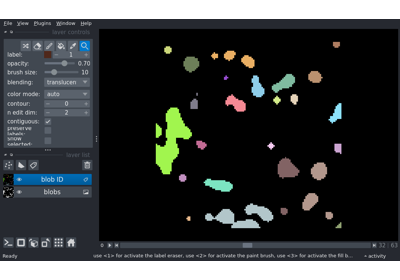 File View Plugins Window Help
layer controls
label: 1
opacity: 0.70
brush size: 10
blending: translucen
color mode: auto
contour: 0
n edit dim: 2
contiguous:
preserve
labels:
show
selected:
layer list
blob ID
blobs
32 63
Ready
use <1> for activate the label eraser, use <2> for activate the paint brush, use <3> for activate the fill b...
activity